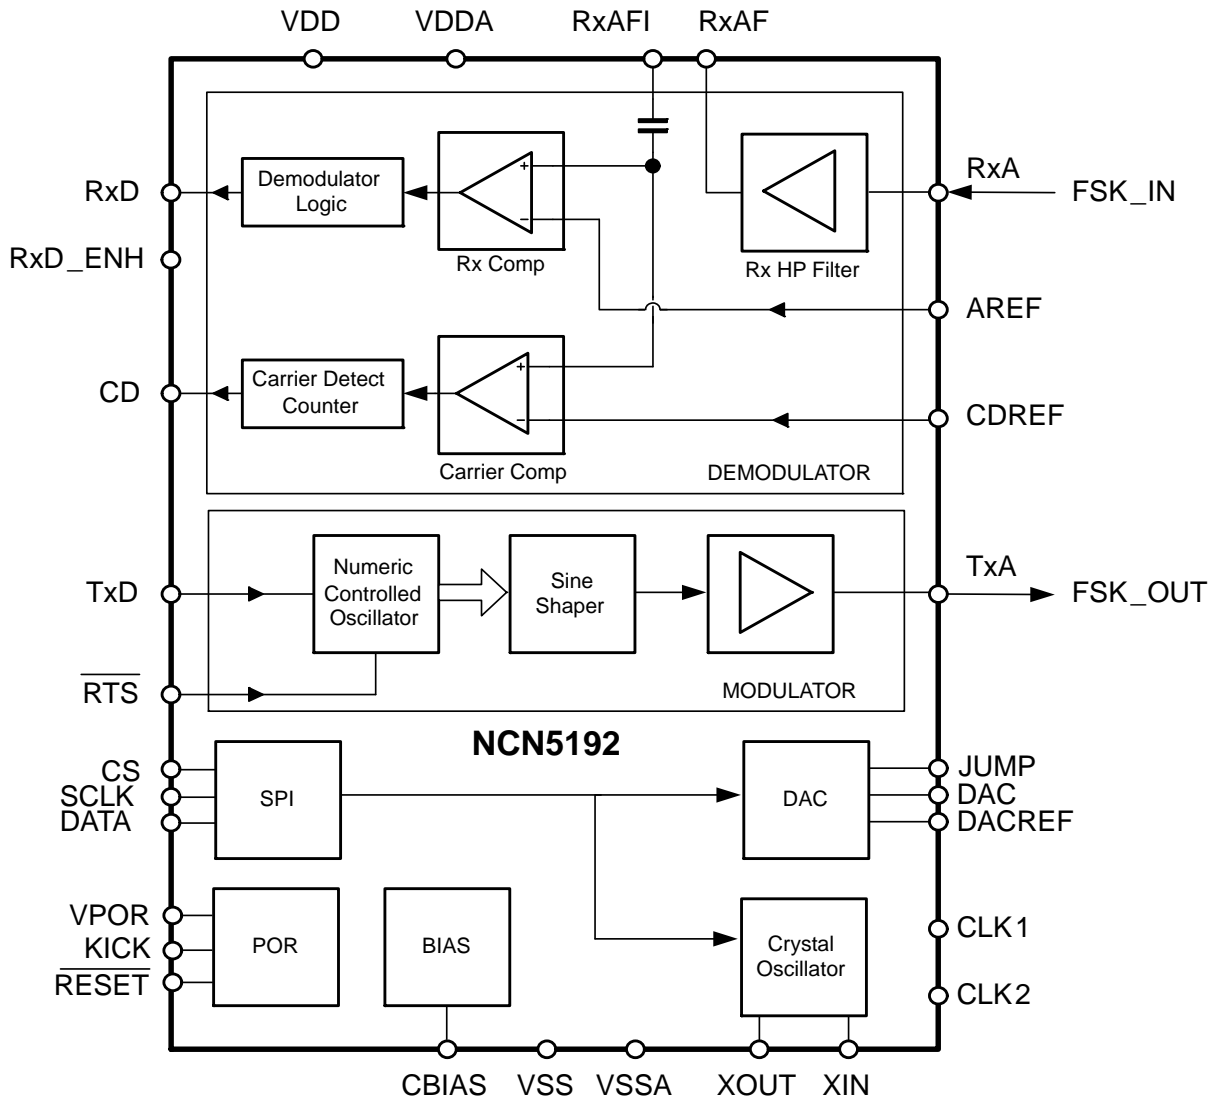 VDD
VDDA
RxAFI
RxAF
RxD
Demodulator
Logic
+
−
Rx Comp
Rx HP Filter
RxA
FSK_IN
RxD_ENH
AREF
CD
Carrier Detect
Counter
+
−
Carrier Comp
CDREF
DEMODULATOR
TxD
Numeric
Controlled
Oscillator
Sine
Shaper
TxA
FSK_OUT
RTS
MODULATOR
NCN5192
CS
SCLK
DATA
SPI
DAC
JUMP
DAC
DACREF
VPOR
KICK
RESET
POR
BIAS
Crystal
Oscillator
CLK1
CLK2
CBIAS
VSS
VSSA
XOUT
XIN